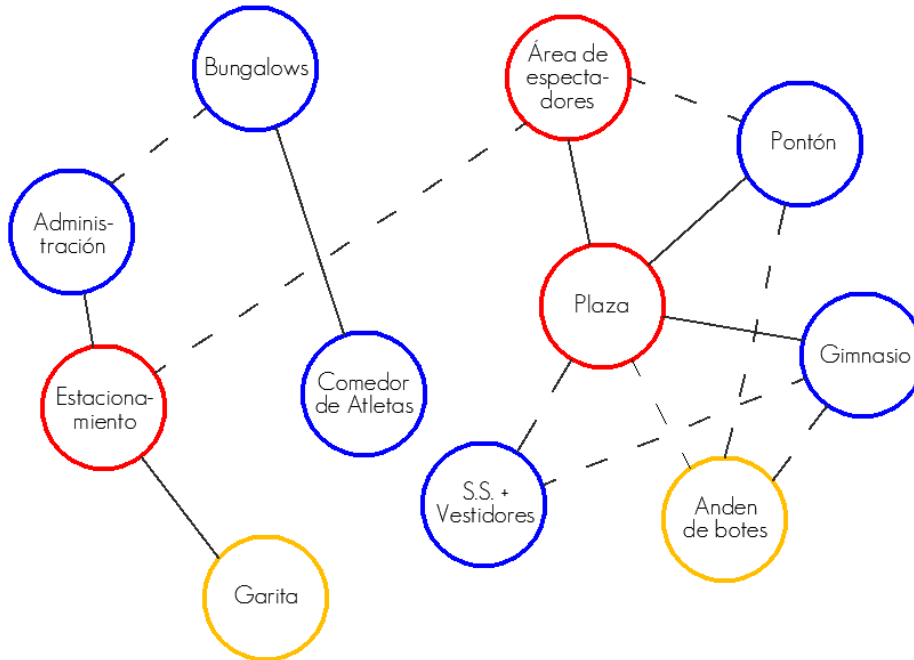 Bungalows
Área de
especta-
dores
Pontón
Adminis-
tración
Plaza
Gimnasio
Estaciona-
miento
Comedor
de Atletas
S.S. +
Vestidores
Anden
de botes
Garita